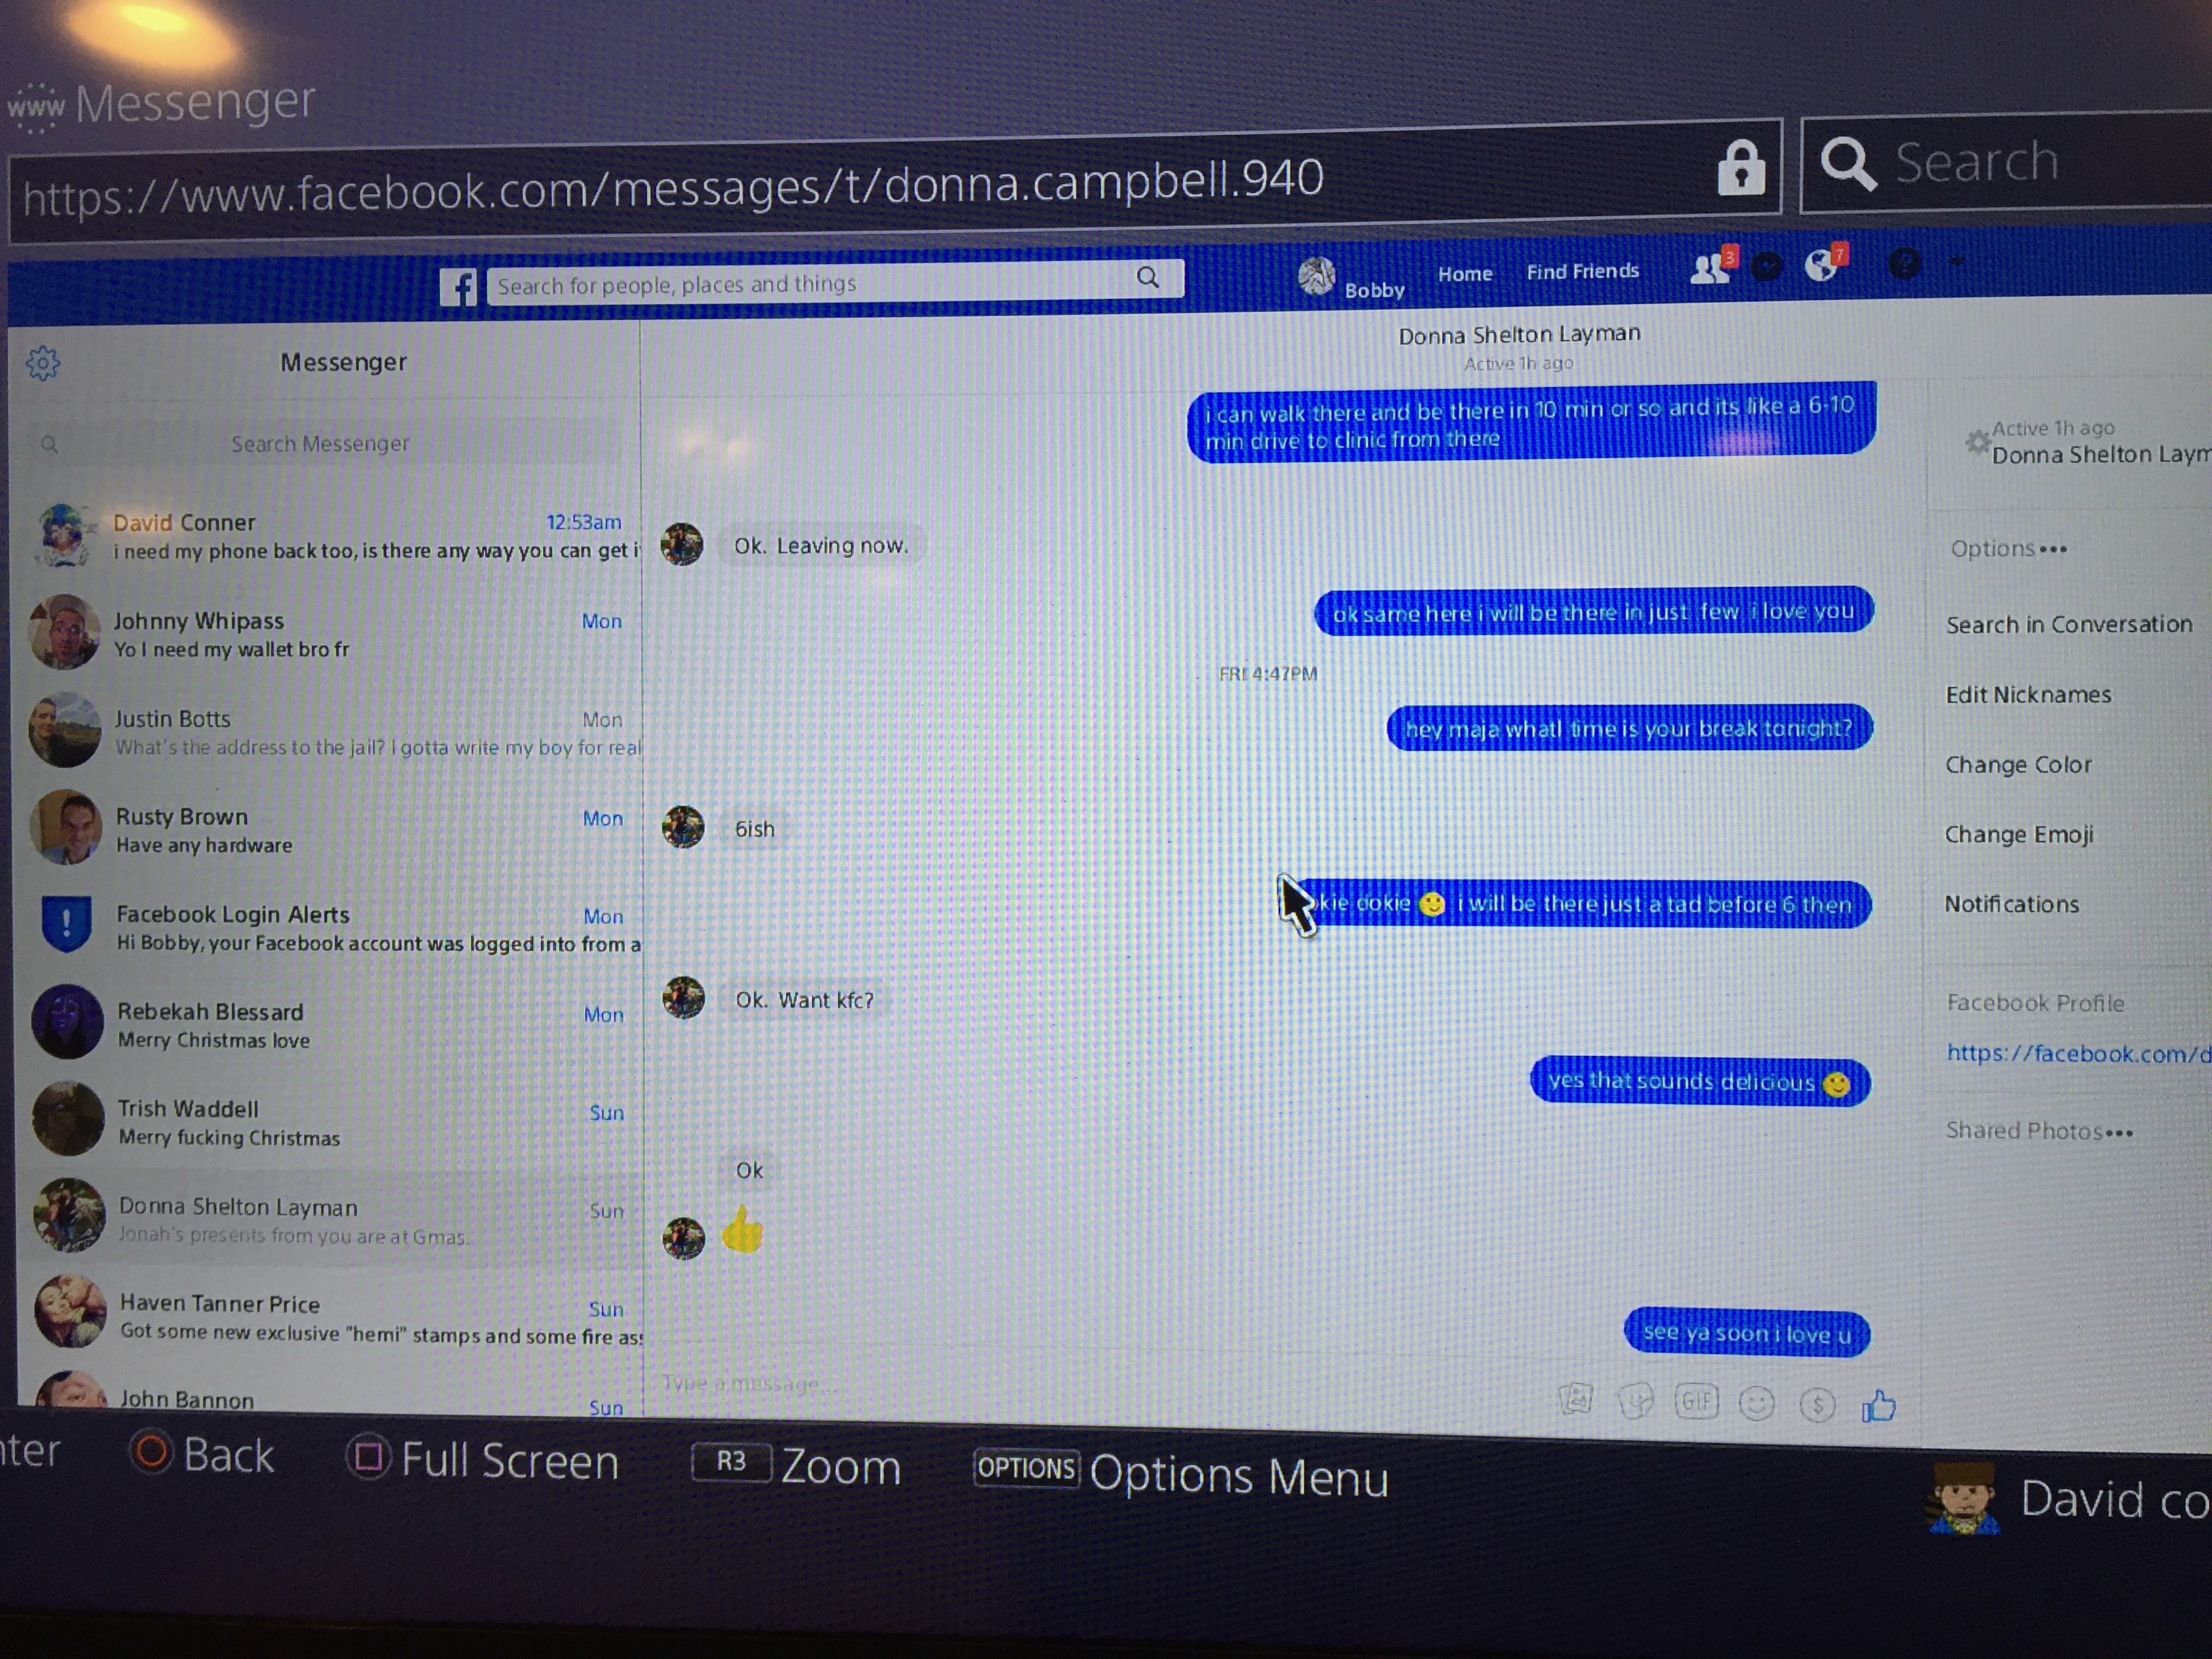 www Messenger
https://www.facebook.com/messages/t/donna.campbell.940
Search
f
Search for people, places and things
Bobby
Home
Find Friends
3
7
Messenger
Search Messenger
David Conner
12:53am
i need my phone back too, is there any way you can get i
Johnny Whipass
Mon
Yo I need my wallet bro fr
Justin Botts
Mon
What's the address to the jail? I gotta write my boy for real
Rusty Brown
Mon
Have any hardware
Facebook Login Alerts
Mon
Hi Bobby, your Facebook account was logged into from a
Rebekah Blessard
Mon
Merry Christmas love
Trish Waddell
Sun
Merry fucking Christmas
Donna Shelton Layman
Sun
Jonah's presents from you are at Gmas.
Haven Tanner Price
Sun
Got some new exclusive "hemi" stamps and some fire ass
John Bannon
Sun
Donna Shelton Layman
Active 1h ago
i can walk there and be there in 10 min or so and its like a 6-10
min drive to clinic from there
Ok. Leaving now.
ok same here i will be there in just few i love you
FRI 4:47PM
hey maja whatl time is your break tonight?
6ish
kie dokie 🙂 i will be there just a tad before 6 then
Ok. Want kfc?
yes that sounds delicious 🙂
Ok
👍
see ya soon i love u
Type a message...
GIF
$
Active 1h ago
Donna Shelton Laym
Options•••
Search in Conversation
Edit Nicknames
Change Color
Change Emoji
Notifications
Facebook Profile
https://facebook.com/d
Shared Photos•••
nter
Back
Full Screen
R3 Zoom
OPTIONS Options Menu
David co